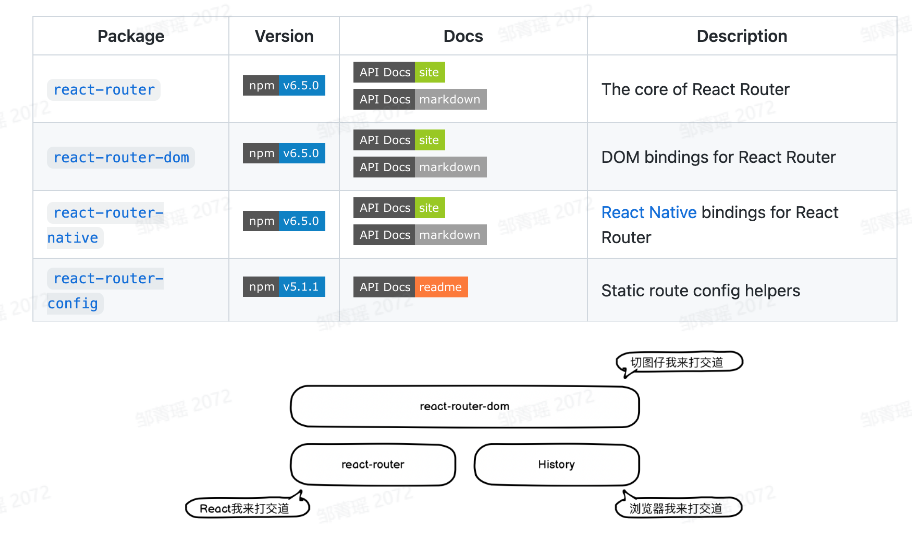 Package Version Docs Description
react-router npm v6.5.0 API Docs site
API Docs markdown
The core of React Router
react-router-dom npm v6.5.0 API Docs site
API Docs markdown
DOM bindings for React Router
react-router-
native
npm v6.5.0
API Docs site
API Docs markdown
React Native bindings for React
Router
react-router-
config
npm v5.1.1
API Docs readme
Static route config helpers
切图仔我来打交道
react-router-dom
react-router
History
React我来打交道
浏览器我来打交道
邹青瑶 2072